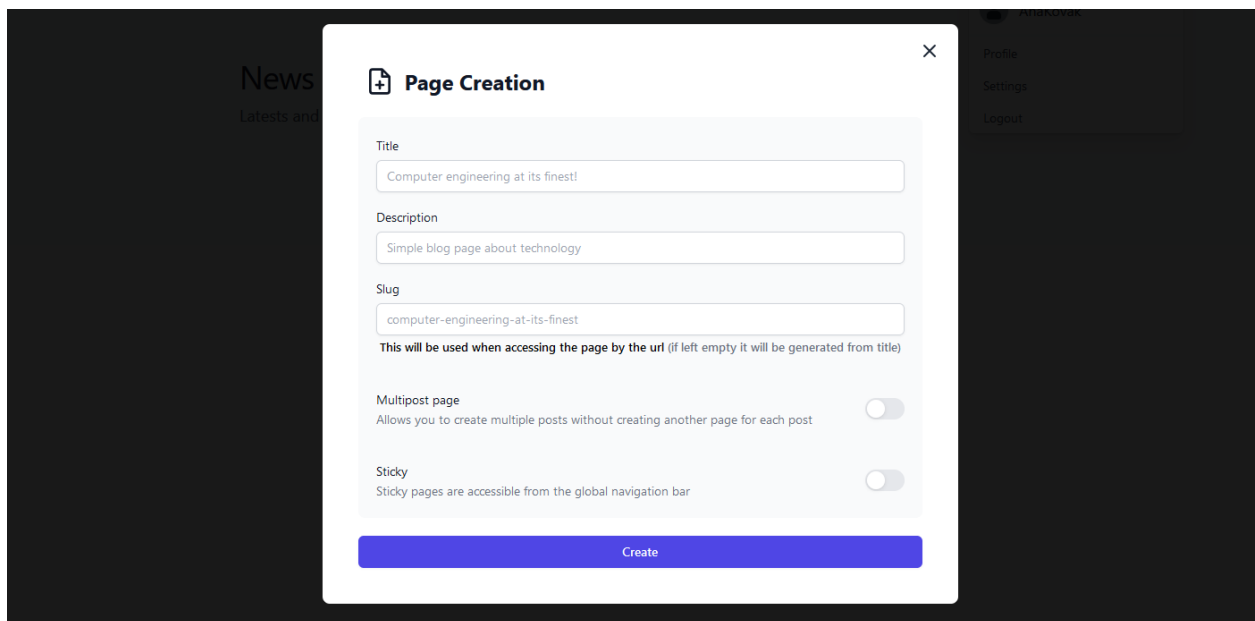 AnaKovak
Profile
Settings
Logout
News
Latests and
Page Creation
Title
Computer engineering at its finest!
Description
Simple blog page about technology
Slug
computer-engineering-at-its-finest
This will be used when accessing the page by the url (if left empty it will be generated from title)
Multipost page
Allows you to create multiple posts without creating another page for each post
Sticky
Sticky pages are accessible from the global navigation bar
Create